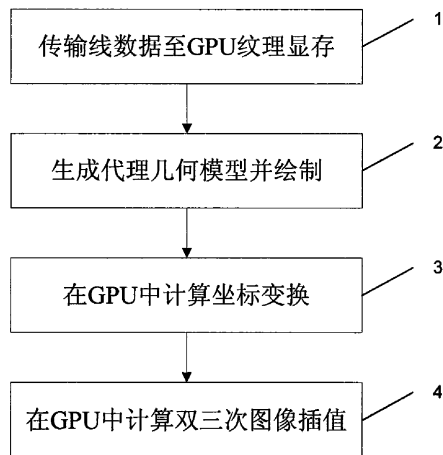 传输线数据至GPU纹理显存
1
生成代理几何模型并绘制
2
在GPU中计算坐标变换
3
在GPU中计算双三次图像插值
4